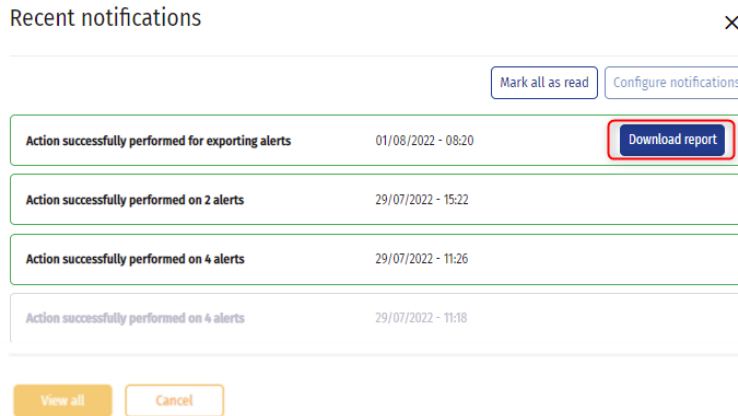 Recent notifications
Mark all as read
Configure notifications
Action successfully performed for exporting alerts 01/08/2022 - 08:20 Download report
Action successfully performed on 2 alerts 29/07/2022 - 15:22
Action successfully performed on 4 alerts 29/07/2022 - 11:26
Action successfully performed on 4 alerts 29/07/2022 - 11:18
View all
Cancel